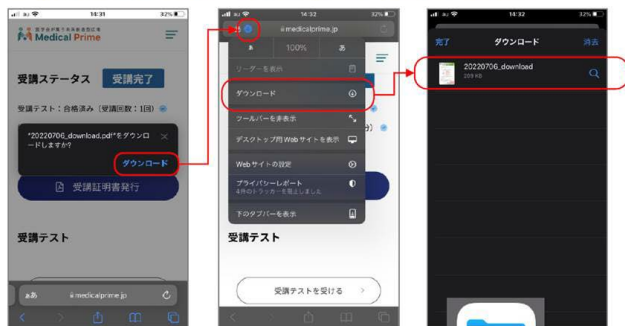 au 14:31 32%
Medical Prime
受講ステータス 受講完了
受講テスト：合格済み（受講回数：1回）
"20220706_download.pdf"をダウンロ
ードしますか?
ダウンロード
受講証明書発行
受講テスト
ぁあ medicalprime.jp
au 14:32 32%
medicalprime.jp
あ 100% あ
リーダーを表示
ダウンロード
ツールバーを非表示
デスクトップ用Webサイトを表示
Webサイトの設定
プライバシーレポート
下のタブバーを表示
受講テスト
受講テストを受ける
au 14:32 32%
完了 ダウンロード 消去
20220706_download